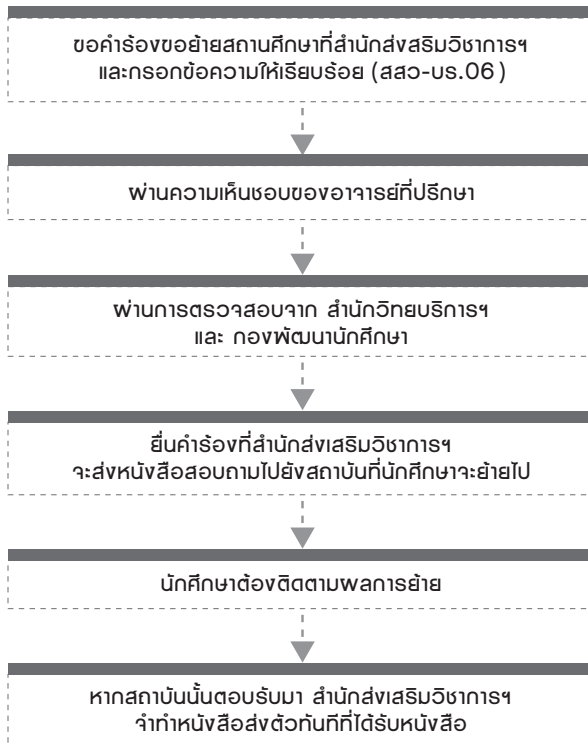 ขอคำร้องขอย้ายสถานศึกษาที่สำนักส่งสริมวิชาการฯ
และกรอกข้อความให้เรียบร้อย (สสว-บร.06)
ผ่านความเห็นชอบของอาจารย์ที่ปรึกษา
ผ่านการตรวจสอบจาก สำนักวิทยบริการฯ
และ กองพัฒนานักศึกษา
ยื่นคำร้องที่สำนักส่งเสริมวิชาการฯ
จะส่งหนังสือสอบถามไปยังสถาบันที่นักศึกษาจะย้ายไป
นักศึกษาต้องติดตามผลการย้าย
หากสถาบันนั้นตอบรับมา สำนักส่งเสริมวิชาการฯ
จำทำหนังสือส่งตัวทันทีที่ได้รับหนังสือ